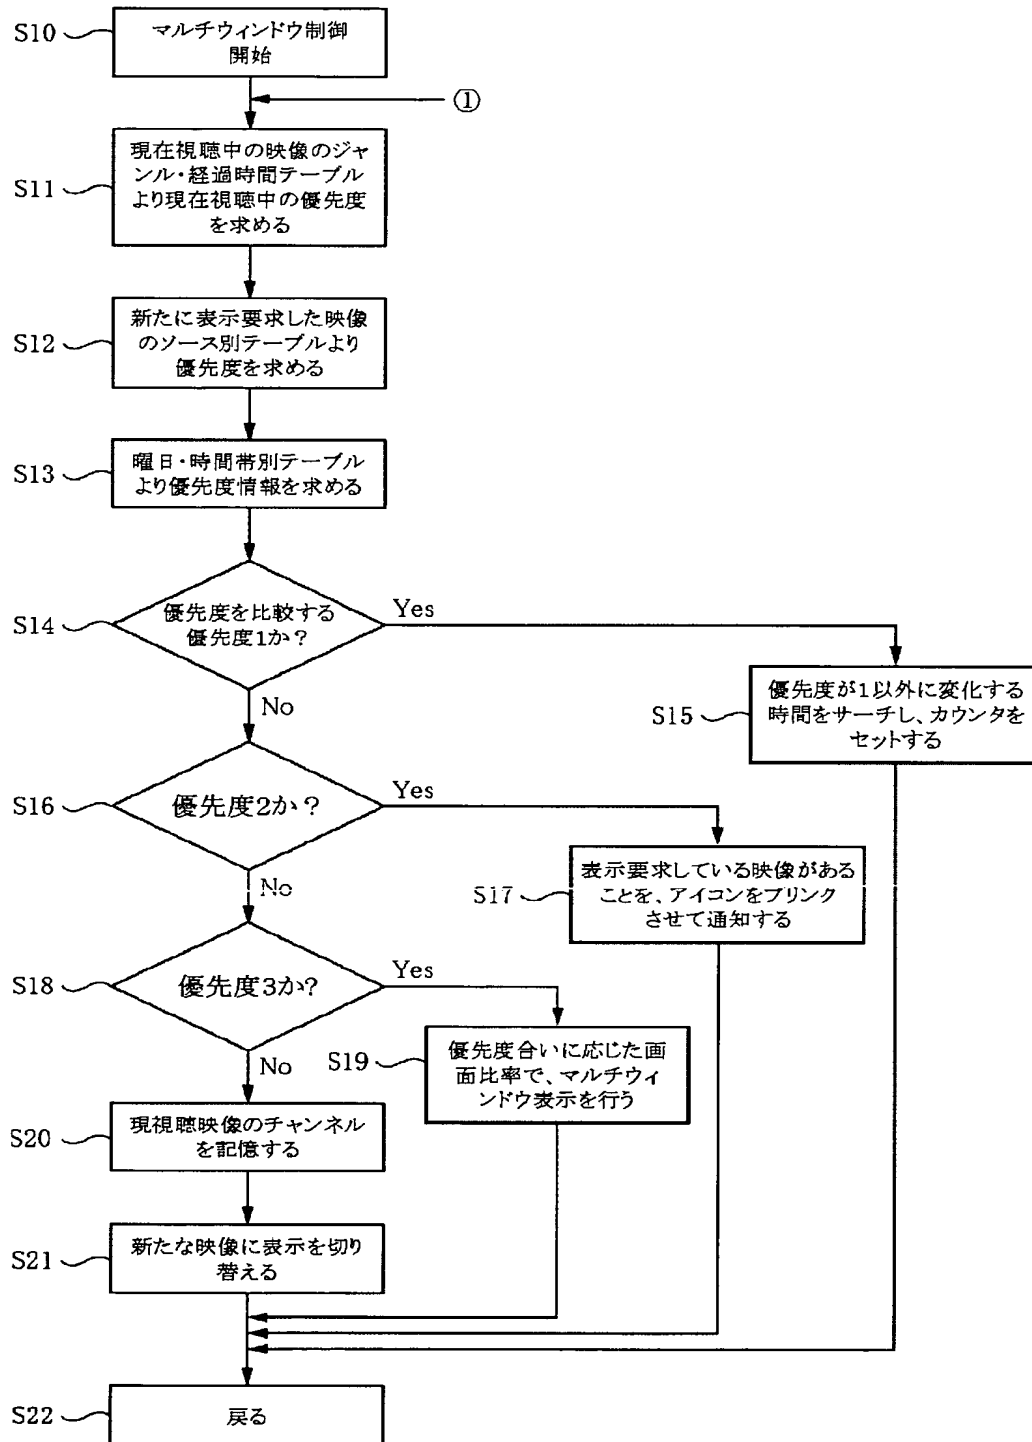 S10
マルチウィンドウ制御
開始
①
S11
現在視聴中の映像のジャ
ンル・経過時間テーブル
より現在視聴中の優先度
を求める
S12
新たに表示要求した映像
のソース別テーブルより
優先度を求める
S13
曜日・時間帯別テーブル
より優先度情報を求める
S14
優先度を比較する
優先度1か?
Yes
No
S15
優先度が1以外に変化する
時間をサーチし、カウンタを
セットする
S16
優先度2か?
Yes
No
S17
表示要求している映像がある
ことを、アイコンをブリンク
させて通知する
S18
優先度3か?
Yes
No
S19
優先度合いに応じた画
面比率で、マルチウィ
ンドウ表示を行う
S20
現視聴映像のチャンネル
を記憶する
S21
新たな映像に表示を切り
替える
S22
戻る